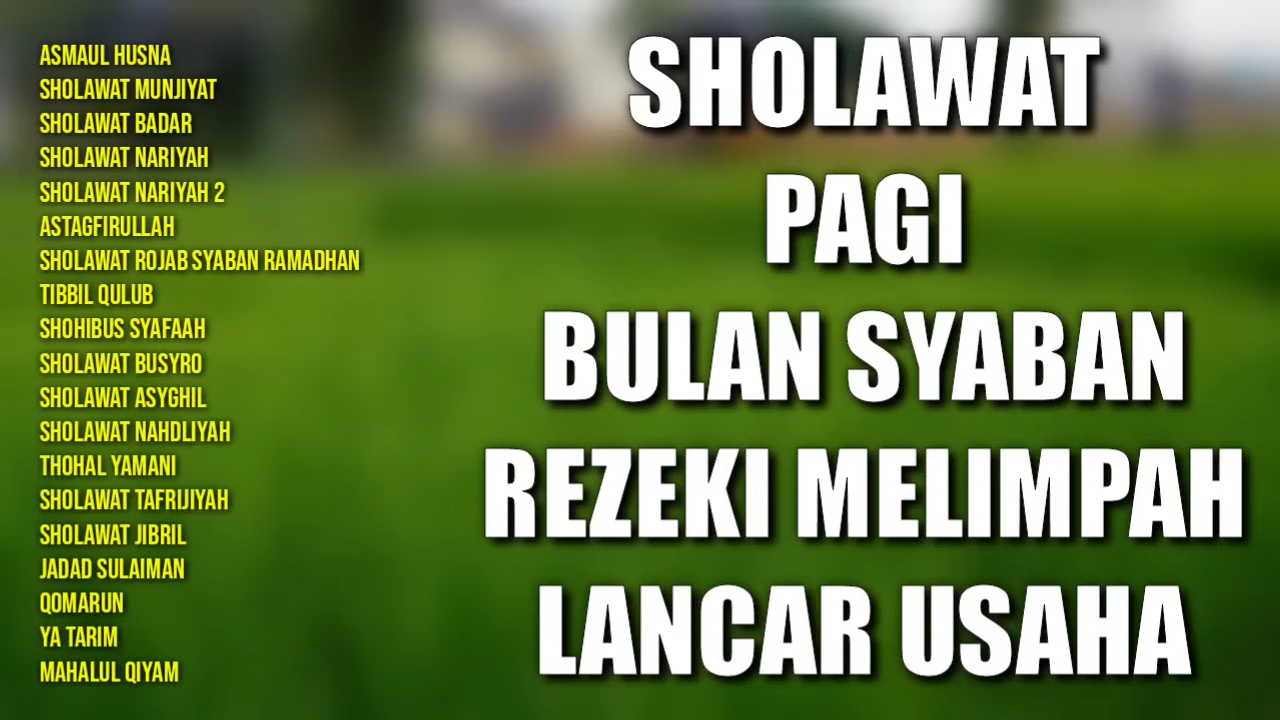 ASMAUL HUSNA
SHOLAWAT MUNJIYAT
SHOLAWAT BADAR
SHOLAWAT NARIYAH
SHOLAWAT NARIYAH 2
ASTAGFIRULLAH
SHOLAWAT ROJAB SYABAN RAMADHAN
TIBBIL QULUB
SHOHIBUS SYAFAAH
SHOLAWAT BUSYRO
SHOLAWAT ASYGHIL
SHOLAWAT NAHDLIYAH
THOHAL YAMANI
SHOLAWAT TAFRIJIYAH
SHOLAWAT JIBRIL
JADAD SULAIMAN
QOMARUN
YA TARIM
MAHALUL QIYAM
SHOLAWAT
PAGI
BULAN SYABAN
REZEKI MELIMPAH
LANCAR USAHA